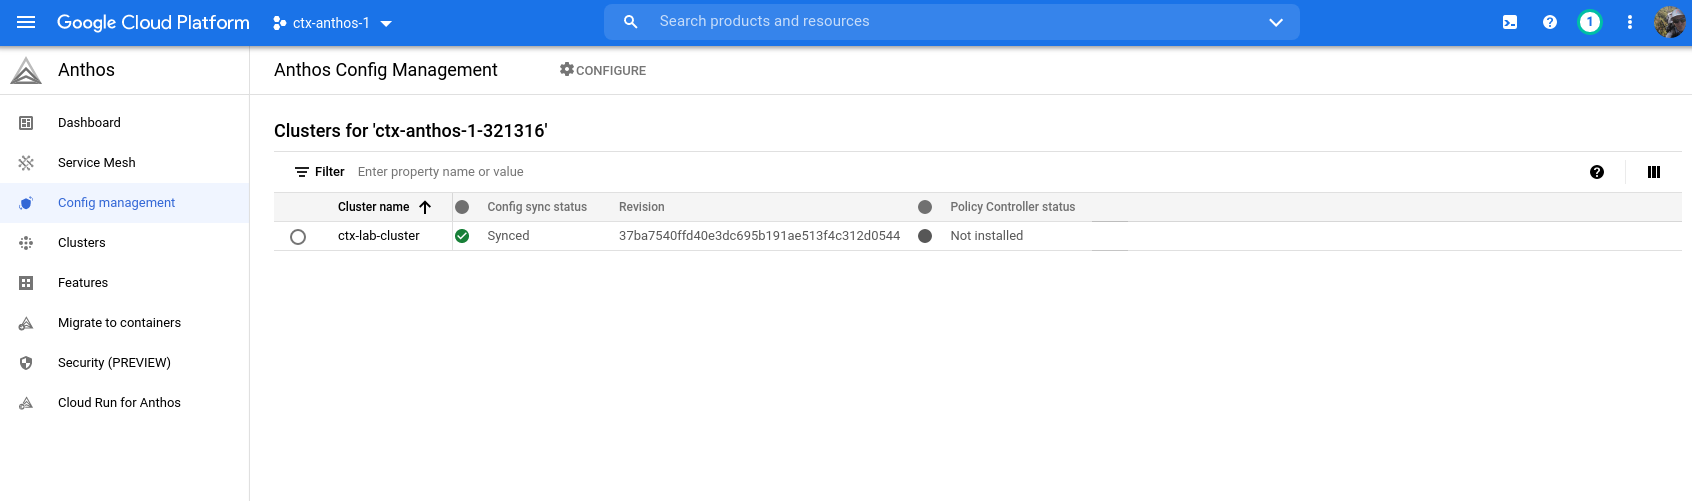 Google Cloud Platform
ctx-anthos-1
Search products and resources
1
Anthos
Anthos Config Management
CONFIGURE
Dashboard
Service Mesh
Config management
Clusters
Features
Migrate to containers
Security (PREVIEW)
Cloud Run for Anthos
Clusters for 'ctx-anthos-1-321316'
Filter Enter property name or value
Cluster name Config sync status Revision Policy Controller status
ctx-lab-cluster Synced 37ba7540ffd40e3dc695b191ae513f4c312d0544 Not installed